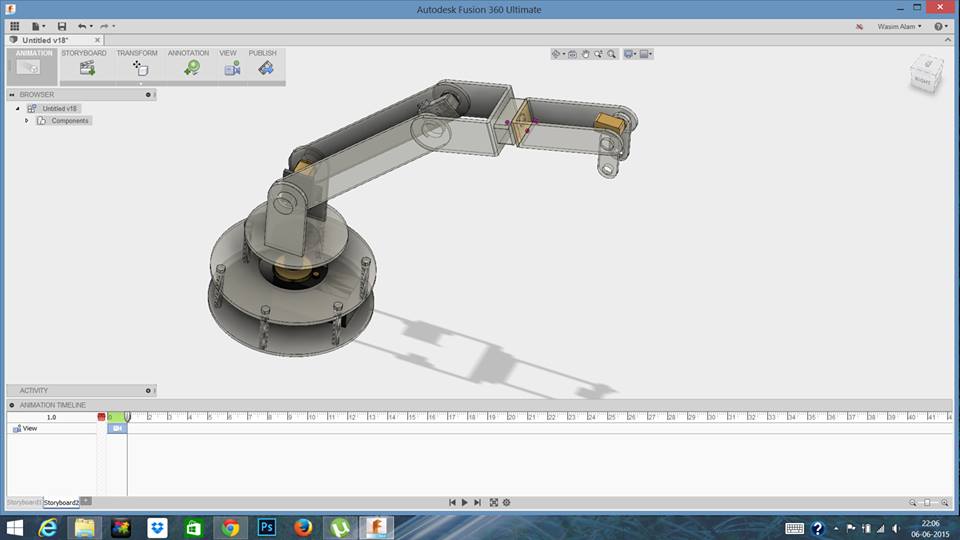 Autodesk Fusion 360 Ultimate
Wasim Alam
Untitled v18*
ANIMATION STORYBOARD TRANSFORM ANNOTATION VIEW PUBLISH
BROWSER
Untitled v18
Components
RIGHT
ACTIVITY
ANIMATION TIMELINE
1.0 0 2 3 4 5 6 7 8 9 10 11 12 13 14 15 16 17 18 19 20 21 22 23 24 25 26 27 28 29 30 31 32 33 34 35 36 37 38 39 40 41
View
Storyboard1 Storyboard2
Ps
22:06
06-06-2015